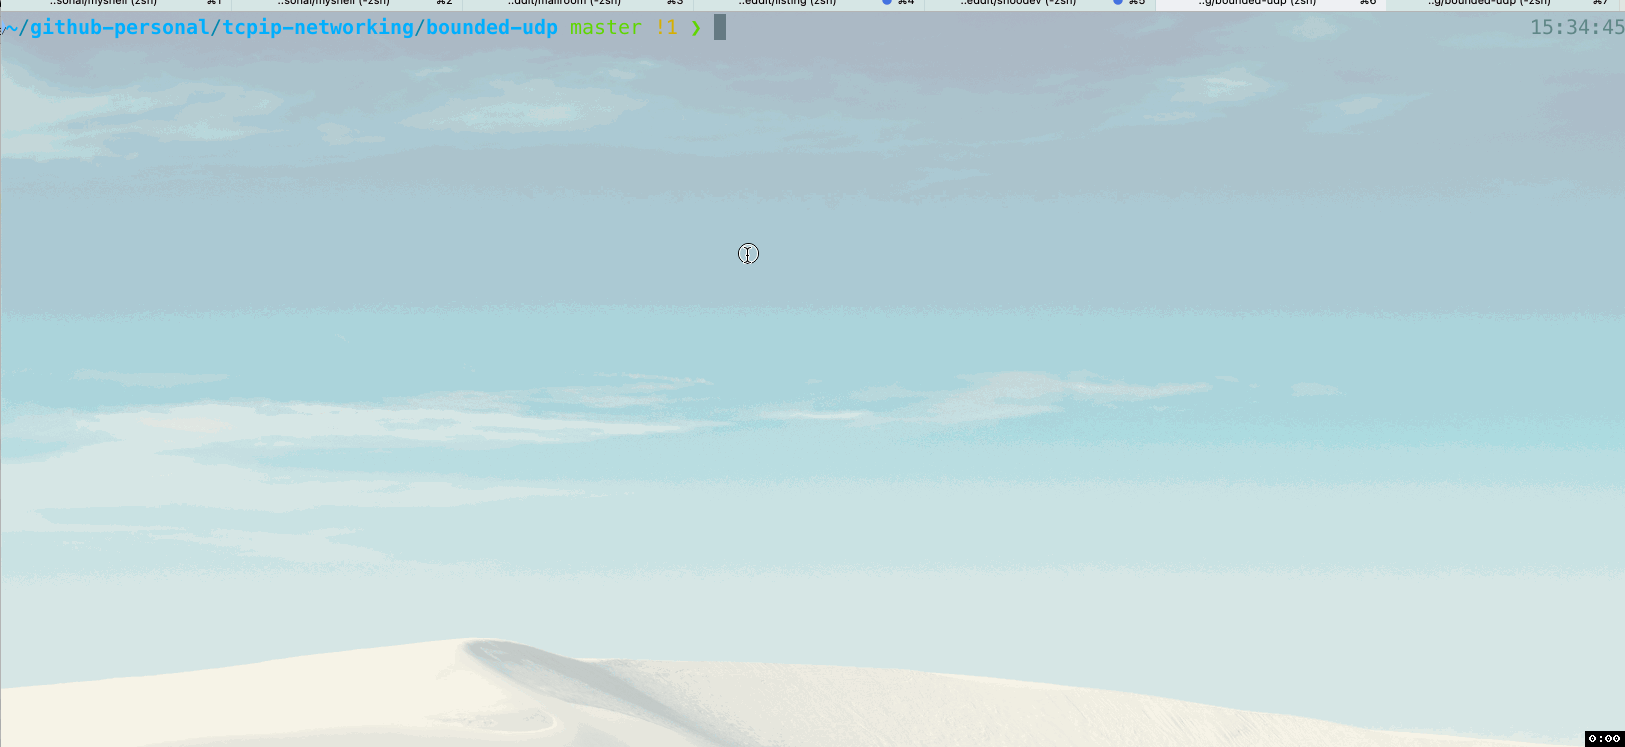 ..sonal/myshell (zsh) ⌘1 ..sonal/myshell (-zsh) ⌘2 ..ddit/mailroom (-zsh) ⌘3 ..eddit/listing (zsh) ⌘4 ..eddit/snoodev (-zsh) ⌘5 ..g/bounded-udp (zsh) ⌘6 ..g/bounded-udp (-zsh) ⌘7
~/github-personal/tcpip-networking/bounded-udp master !1 ❯ 15:34:45
0:00